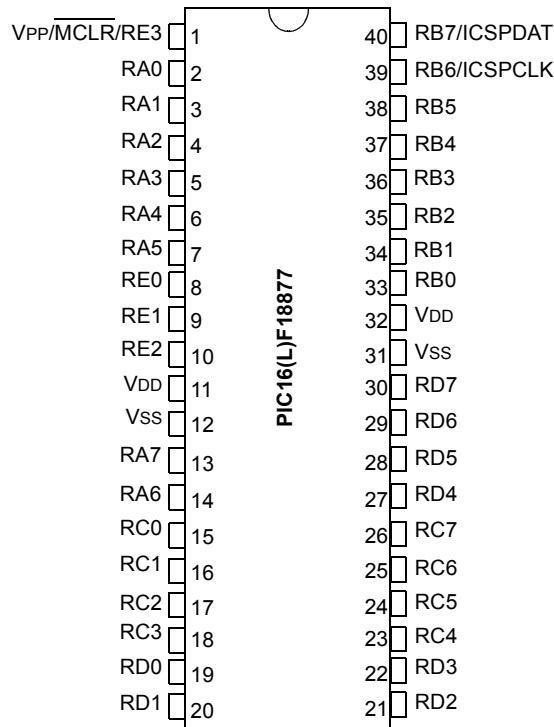 VPP/MCLR/RE3 1 40 RB7/ICSPDAT
RA0 2 39 RB6/ICSPCLK
RA1 3 38 RB5
RA2 4 37 RB4
RA3 5 36 RB3
RA4 6 35 RB2
RA5 7 34 RB1
RE0 8 33 RB0
RE1 9 32 VDD
RE2 10 31 VSS
VDD 11 30 RD7
VSS 12 29 RD6
RA7 13 28 RD5
RA6 14 27 RD4
RC0 15 26 RC7
RC1 16 25 RC6
RC2 17 24 RC5
RC3 18 23 RC4
RD0 19 22 RD3
RD1 20 21 RD2
PIC16(L)F18877